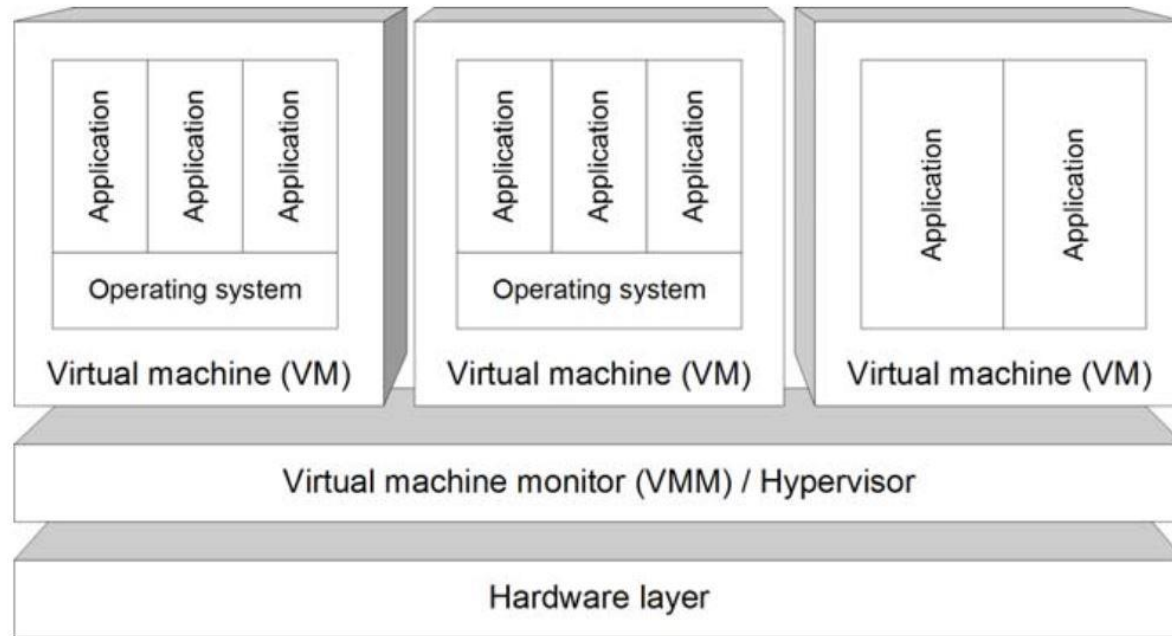 Application
Application
Application
Operating system
Virtual machine (VM)
Application
Application
Application
Operating system
Virtual machine (VM)
Application
Application
Virtual machine (VM)
Virtual machine monitor (VMM) / Hypervisor
Hardware layer